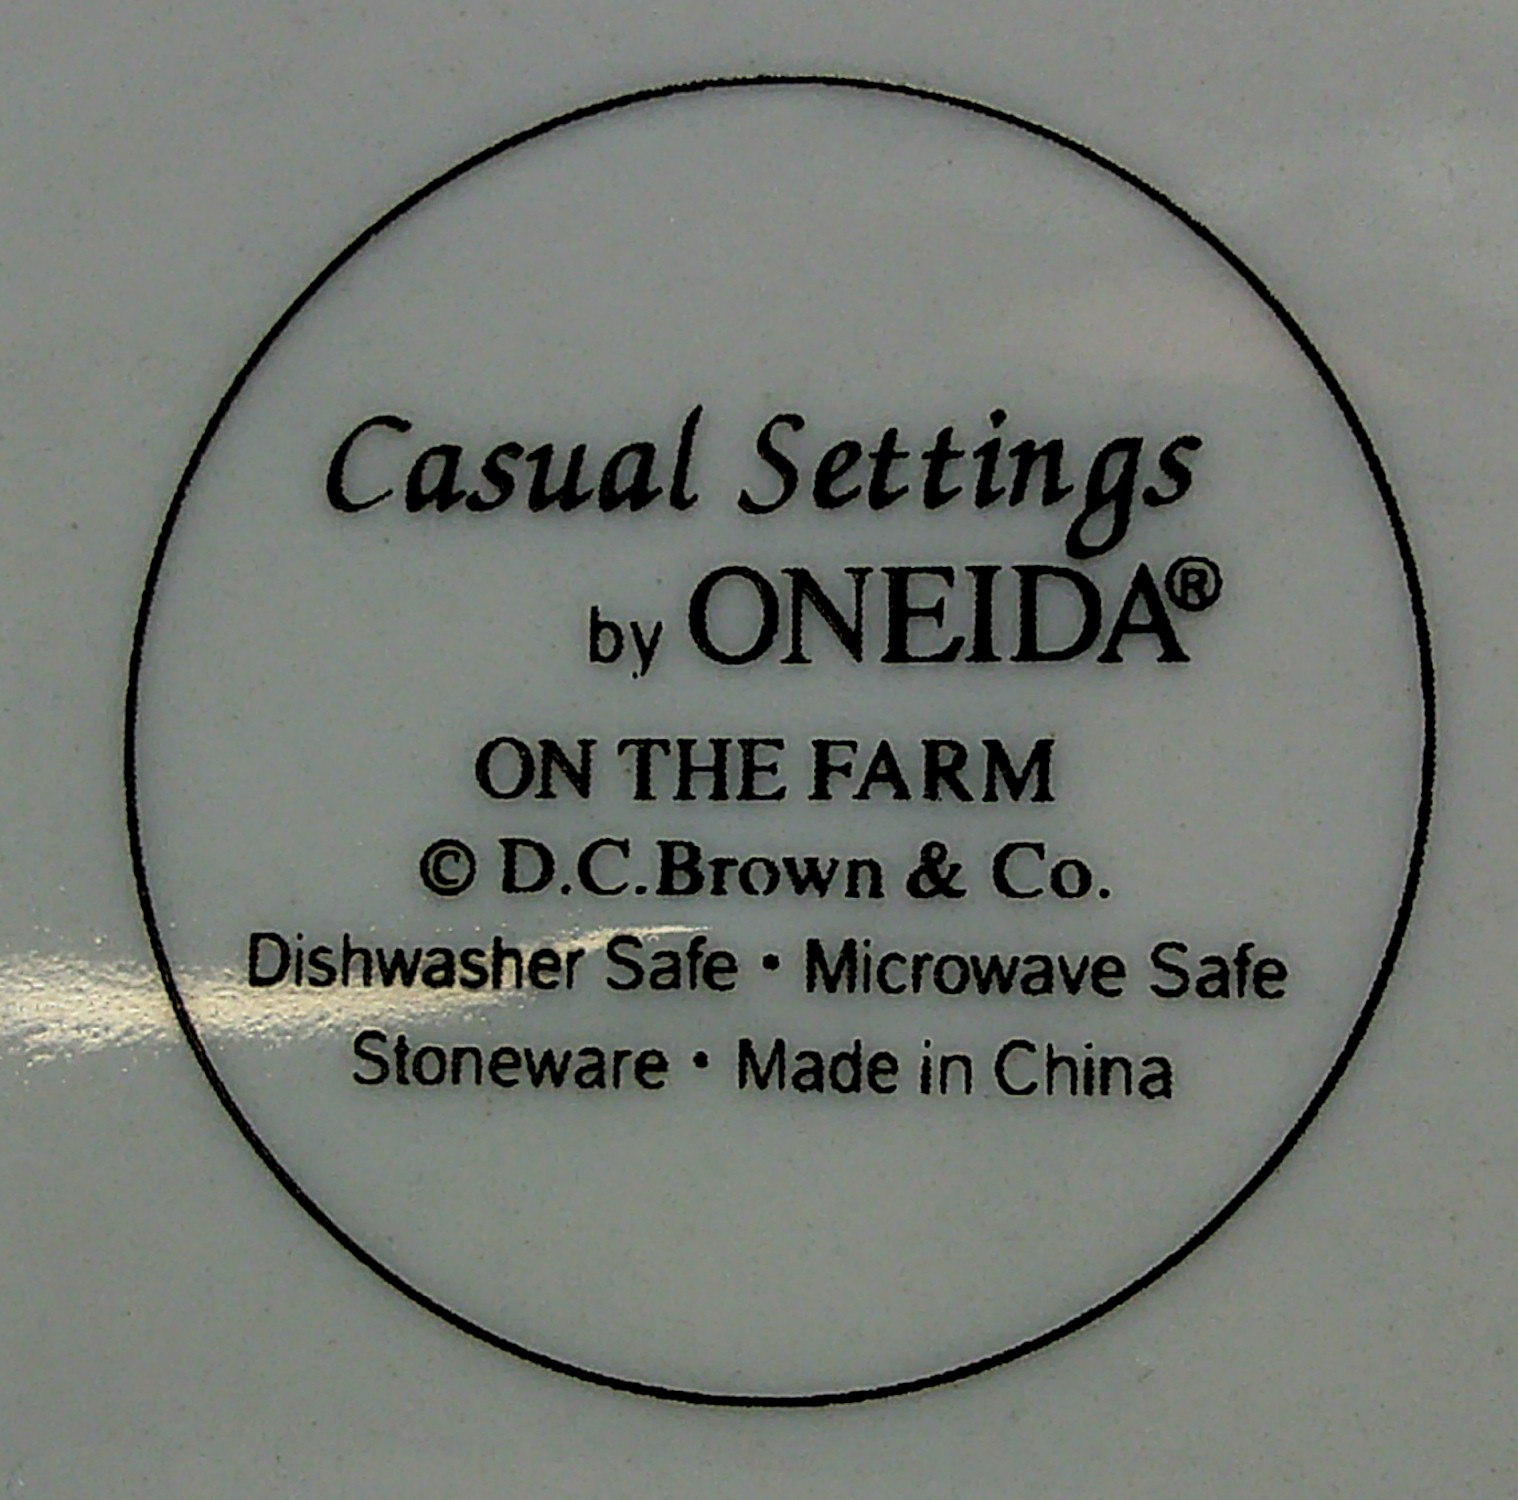 Casual Settings
by ONEIDA®
ON THE FARM
© D.C.Brown & Co.
Dishwasher Safe • Microwave Safe
Stoneware • Made in China